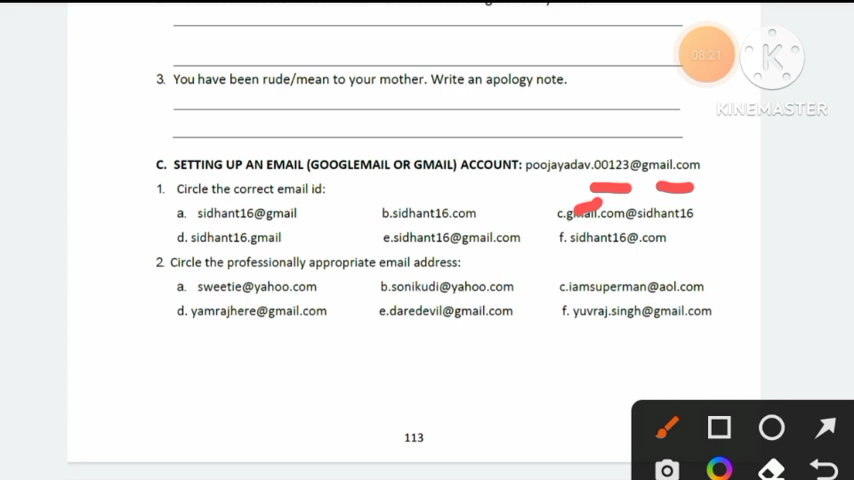 08:21
KINEMASTER
3. You have been rude/mean to your mother. Write an apology note.
C. SETTING UP AN EMAIL (GOOGLEMAIL OR GMAIL) ACCOUNT: poojayadav.00123@gmail.com
1. Circle the correct email id:
a. sidhant16@gmail b.sidhant16.com c.gmail.com@sidhant16
d. sidhant16.gmail e.sidhant16@gmail.com f. sidhant16@.com
2. Circle the professionally appropriate email address:
a. sweetie@yahoo.com b.sonikudi@yahoo.com c.iamsuperman@aol.com
d. yamrajhere@gmail.com e.daredevil@gmail.com f. yuvraj.singh@gmail.com
113